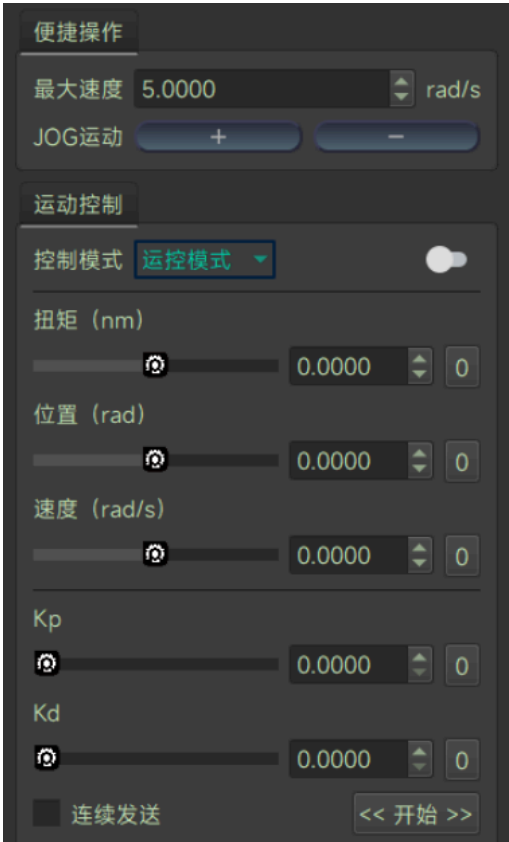 便捷操作
最大速度 5.0000 rad/s
JOG运动 + −
运动控制
控制模式 运控模式
扭矩（nm）
0.0000 0
位置（rad）
0.0000 0
速度（rad/s）
0.0000 0
Kp
0.0000 0
Kd
0.0000 0
连续发送 << 开始 >>